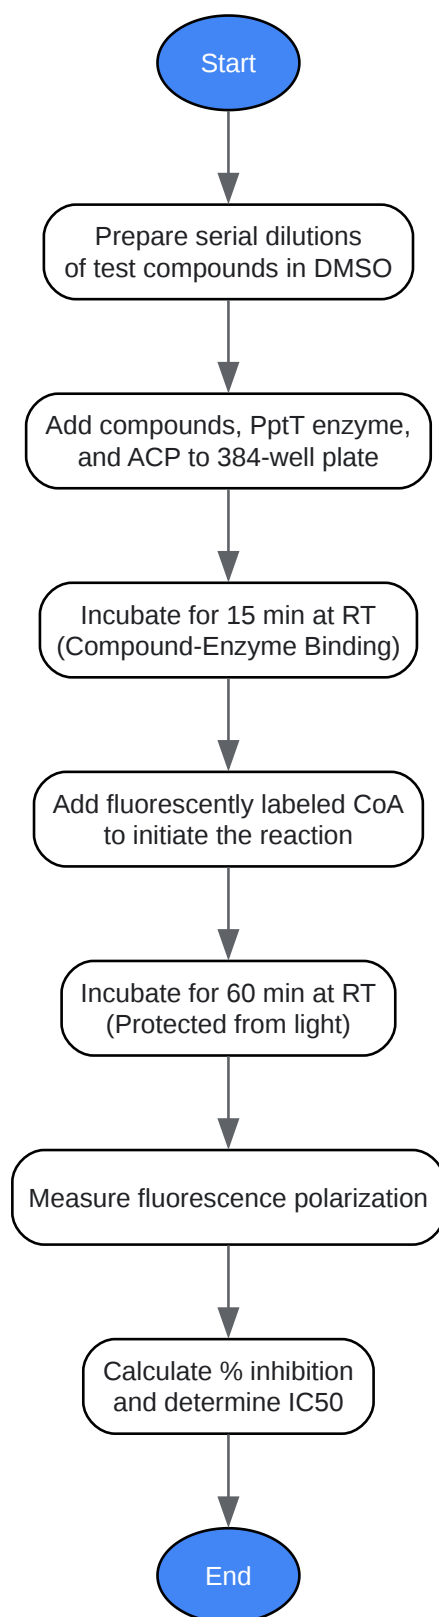 Start
Prepare serial dilutions
of test compounds in DMSO
Add compounds, PptT enzyme,
and ACP to 384-well plate
Incubate for 15 min at RT
(Compound-Enzyme Binding)
Add fluorescently labeled CoA
to initiate the reaction
Incubate for 60 min at RT
(Protected from light)
Measure fluorescence polarization
Calculate % inhibition
and determine IC50
End